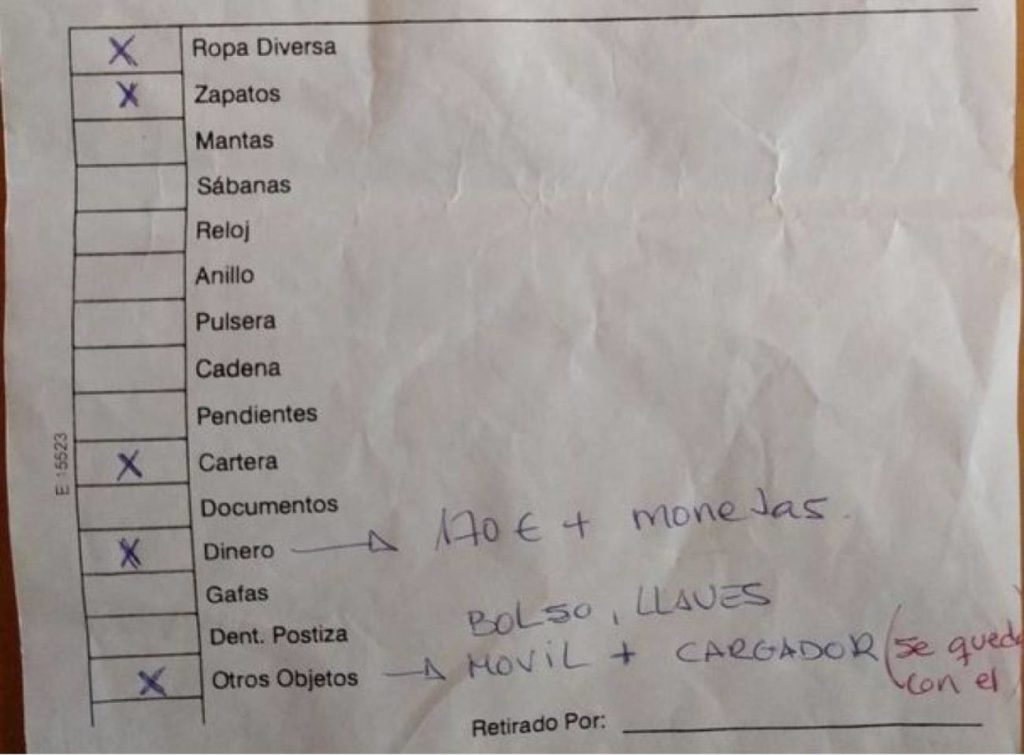 X Ropa Diversa
X Zapatos
Mantas
Sábanas
Reloj
Anillo
Pulsera
Cadena
Pendientes
X Cartera
Documentos
X Dinero → 170 € + monedas.
Gafas
BOLSO, LLAVES
Dent. Postiza
X Otros Objetos → MOVIL + CARGADOR (se queda
con el)
Retirado Por:
E 15523